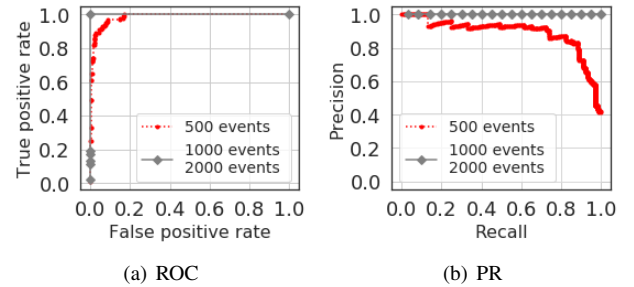 1.0
0.8
0.6
0.4
0.2
0.0
True positive rate
500 events
1000 events
2000 events
0.0 0.2 0.4 0.6 0.8 1.0
False positive rate
(a) ROC
1.0
0.8
0.6
0.4
0.2
0.0
Precision
500 events
1000 events
2000 events
0.0 0.2 0.4 0.6 0.8 1.0
Recall
(b) PR